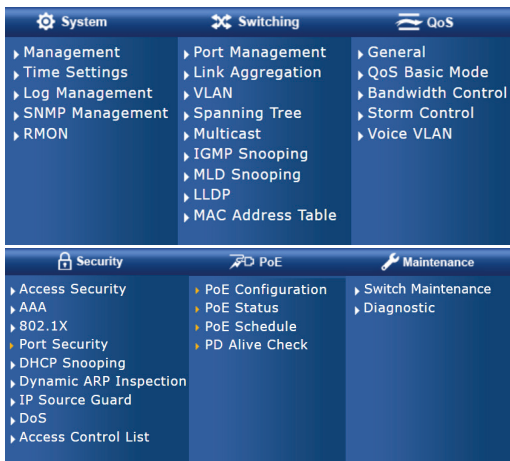 System
Management
Time Settings
Log Management
SNMP Management
RMON
Switching
Port Management
Link Aggregation
VLAN
Spanning Tree
Multicast
IGMP Snooping
MLD Snooping
LLDP
MAC Address Table
QoS
General
QoS Basic Mode
Bandwidth Control
Storm Control
Voice VLAN
Security
Access Security
AAA
802.1X
Port Security
DHCP Snooping
Dynamic ARP Inspection
IP Source Guard
DoS
Access Control List
PoE
PoE Configuration
PoE Status
PoE Schedule
PD Alive Check
Maintenance
Switch Maintenance
Diagnostic